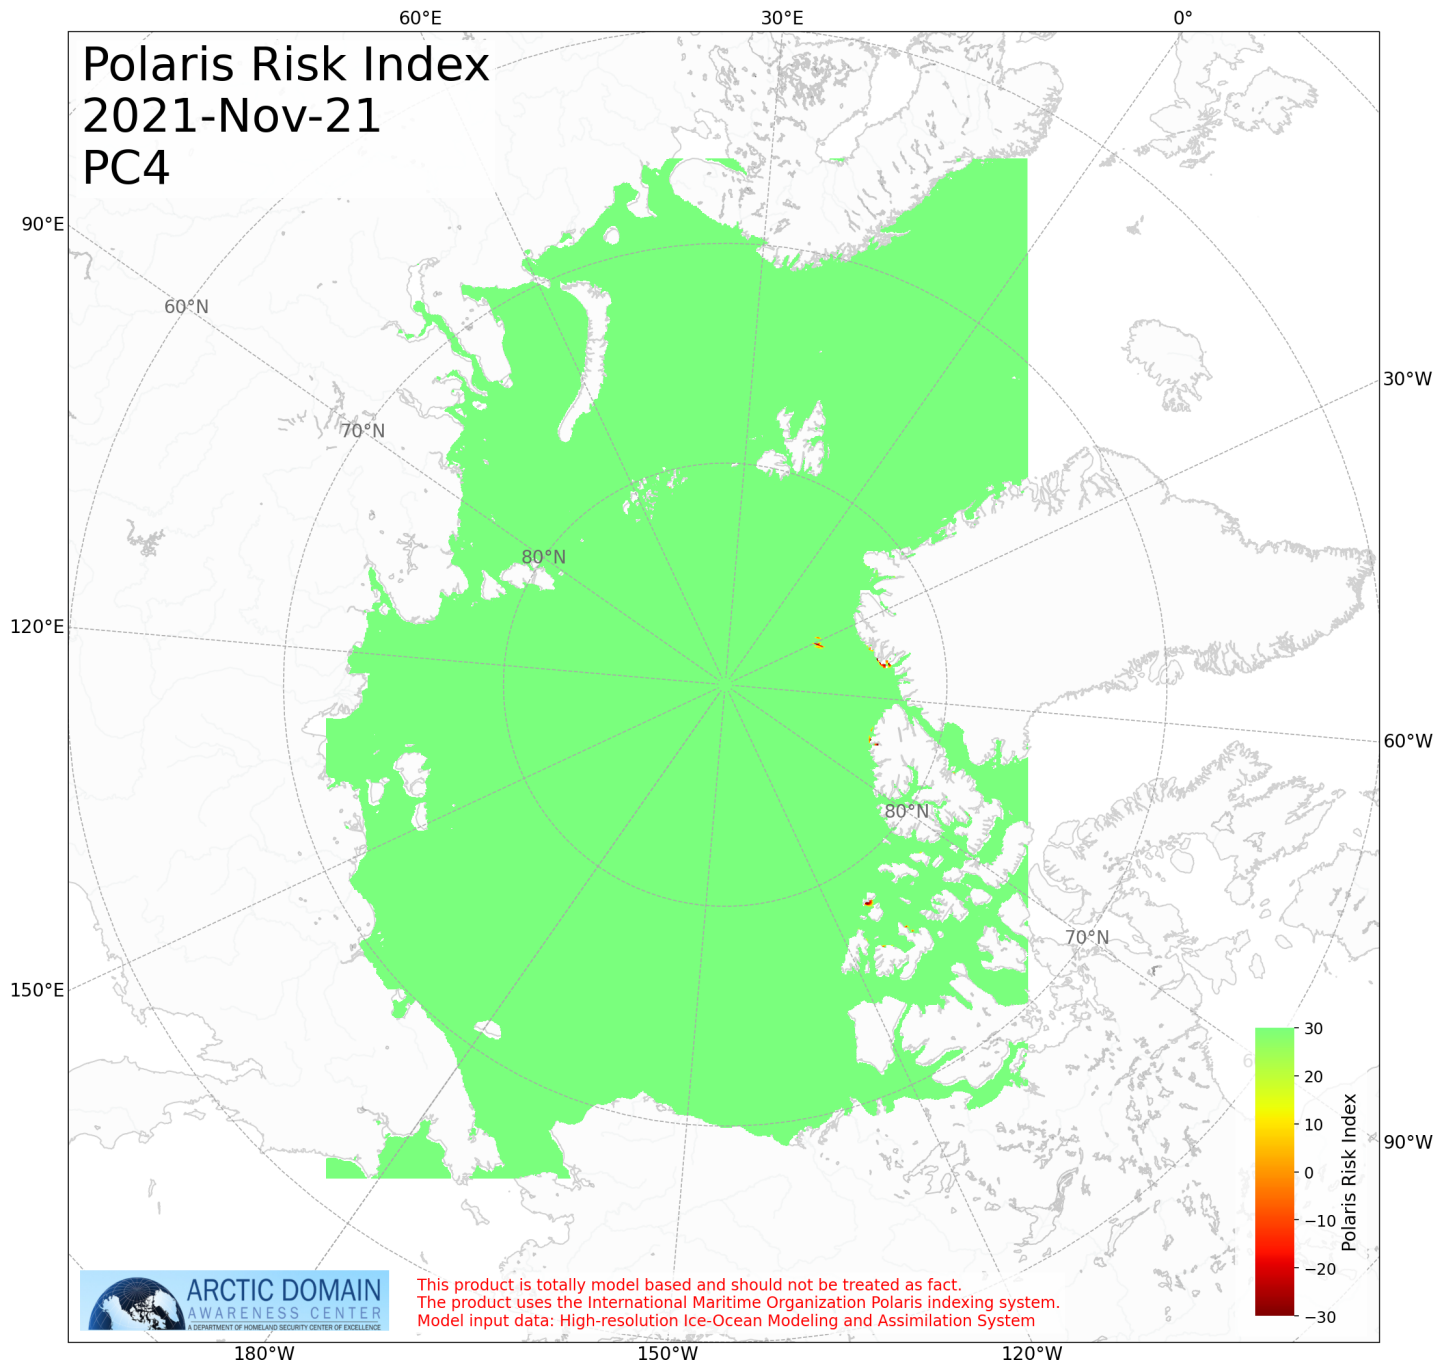 60°E
30°E
0°
Polaris Risk Index
2021-Nov-21
PC4
90°E
60°N
30°W
70°N
80°N
120°E
60°W
80°N
70°N
150°E
30
20
10
0
−10
−20
−30
Polaris Risk Index
90°W
ARCTIC DOMAIN
AWARENESS CENTER
A DEPARTMENT OF HOMELAND SECURITY CENTER OF EXCELLENCE
This product is totally model based and should not be treated as fact.
The product uses the International Maritime Organization Polaris indexing system.
Model input data: High-resolution Ice-Ocean Modeling and Assimilation System
180°W
150°W
120°W